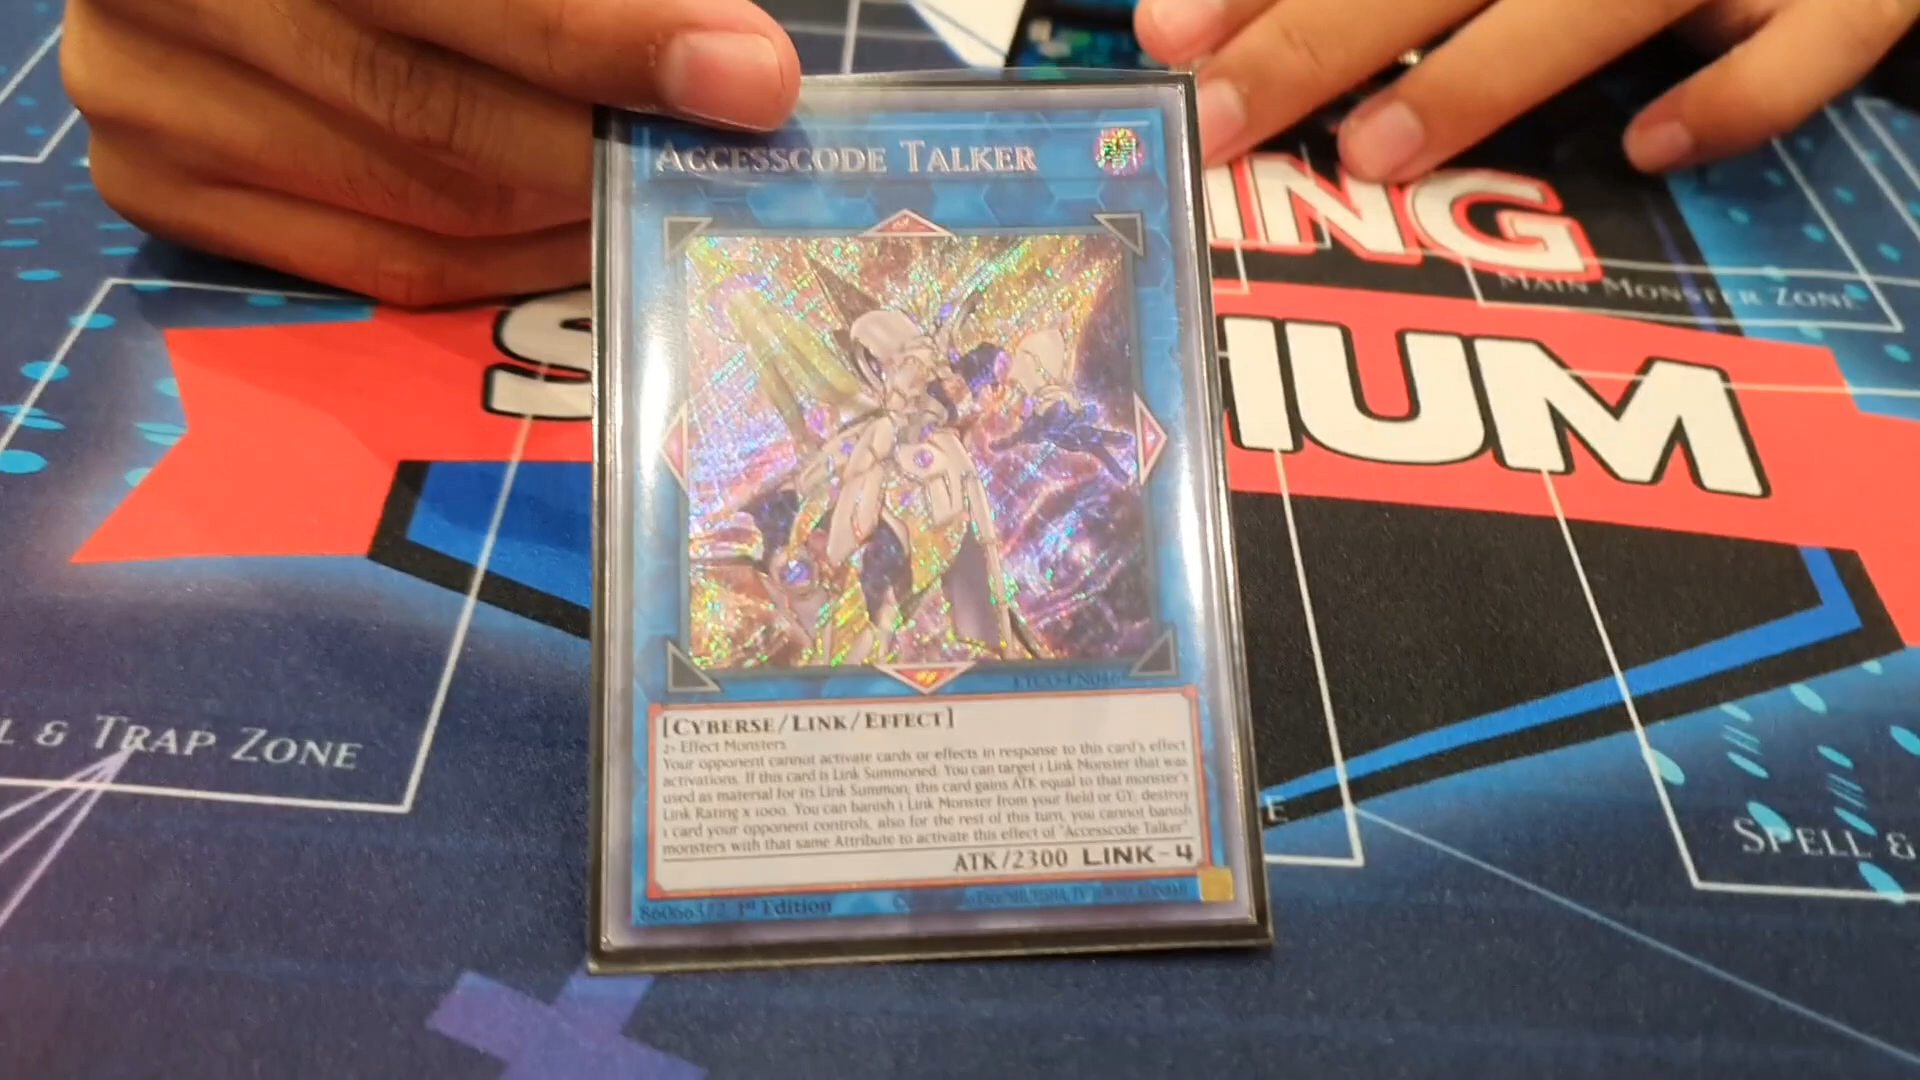 ACCESSCODE TALKER
ING
MAIN MONSTER ZONE
S HUM
L & TRAP ZONE
E
SPELL &
ETCO-EN046
[CYBERSE/LINK/EFFECT]
2+ Effect Monsters
Your opponent cannot activate cards or effects in response to this card's effect
activations. If this card is Link Summoned: You can target 1 Link Monster that was
used as material for its Link Summon; this card gains ATK equal to that monster's
Link Rating x 1000. You can banish 1 Link Monster from your field or GY; destroy
1 card your opponent controls, also for the rest of this turn, you cannot banish
monsters with that same Attribute to activate this effect of "Accesscode Talker".
ATK/2300 LINK-4
86066372 1st Edition